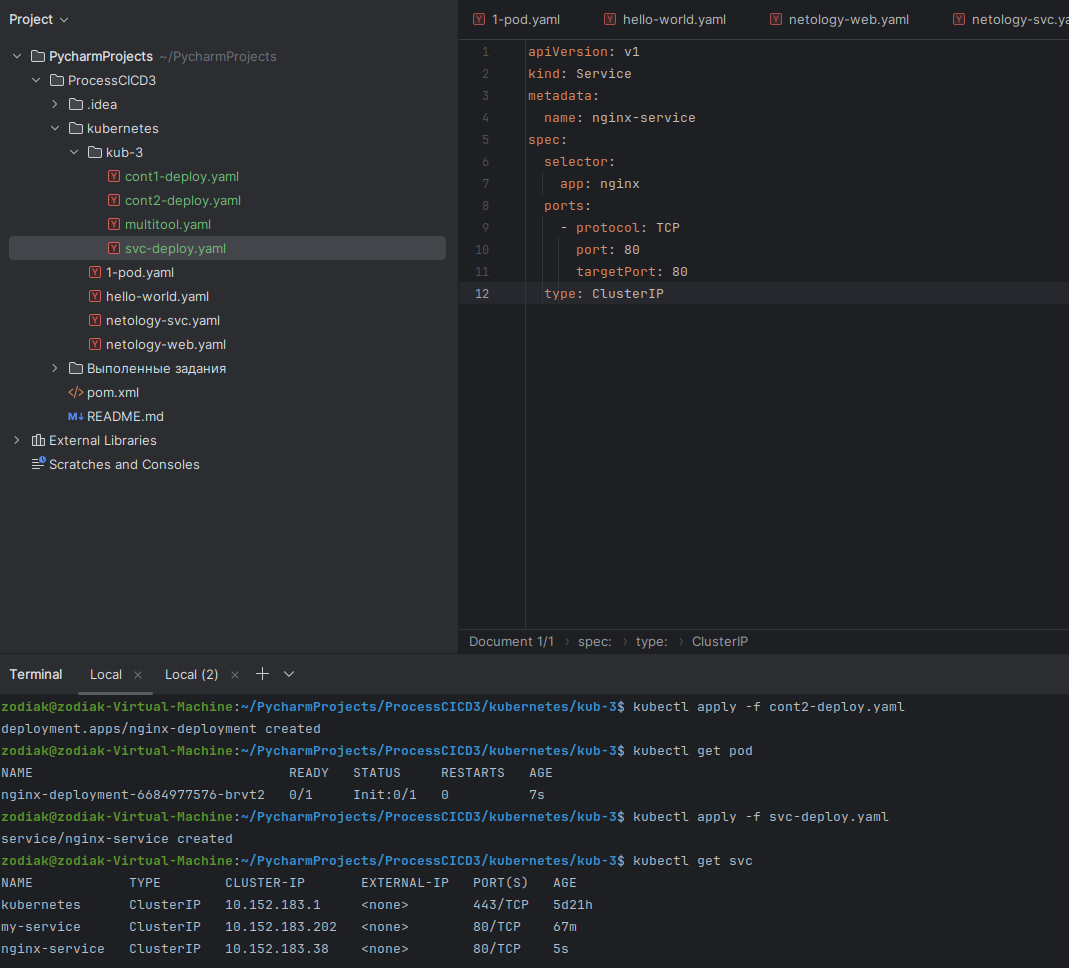 Project
PycharmProjects ~/PycharmProjects
ProcessCICD3
.idea
kubernetes
kub-3
cont1-deploy.yaml
cont2-deploy.yaml
multitool.yaml
svc-deploy.yaml
1-pod.yaml
hello-world.yaml
netology-svc.yaml
netology-web.yaml
Выполенные задания
pom.xml
README.md
External Libraries
Scratches and Consoles
1-pod.yaml hello-world.yaml netology-web.yaml netology-svc.ya
1 apiVersion: v1
2 kind: Service
3 metadata:
4 name: nginx-service
5 spec:
6 selector:
7 app: nginx
8 ports:
9 - protocol: TCP
10 port: 80
11 targetPort: 80
12 type: ClusterIP
Document 1/1 › spec: › type: › ClusterIP
Terminal Local × Local (2) ×
zodiak@zodiak-Virtual-Machine:~/PycharmProjects/ProcessCICD3/kubernetes/kub-3$ kubectl apply -f cont2-deploy.yaml
deployment.apps/nginx-deployment created
zodiak@zodiak-Virtual-Machine:~/PycharmProjects/ProcessCICD3/kubernetes/kub-3$ kubectl get pod
NAME READY STATUS RESTARTS AGE
nginx-deployment-6684977576-brvt2 0/1 Init:0/1 0 7s
zodiak@zodiak-Virtual-Machine:~/PycharmProjects/ProcessCICD3/kubernetes/kub-3$ kubectl apply -f svc-deploy.yaml
service/nginx-service created
zodiak@zodiak-Virtual-Machine:~/PycharmProjects/ProcessCICD3/kubernetes/kub-3$ kubectl get svc
NAME TYPE CLUSTER-IP EXTERNAL-IP PORT(S) AGE
kubernetes ClusterIP 10.152.183.1 <none> 443/TCP 5d21h
my-service ClusterIP 10.152.183.202 <none> 80/TCP 67m
nginx-service ClusterIP 10.152.183.38 <none> 80/TCP 5s